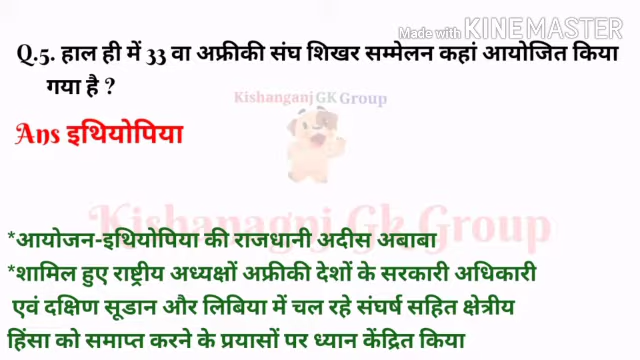 Made with KINEMASTER
Q.5. हाल ही में 33 वा अफ्रीकी संघ शिखर सम्मेलन कहां आयोजित किया
गया है ?
Kishanganj GK Group
Ans इथियोपिया
Kishanagnj Gk Group
*आयोजन-इथियोपिया की राजधानी अदीस अबाबा
*शामिल हुए राष्ट्रीय अध्यक्षों अफ्रीकी देशों के सरकारी अधिकारी
एवं दक्षिण सूडान और लिबिया में चल रहे संघर्ष सहित क्षेत्रीय
हिंसा को समाप्त करने के प्रयासों पर ध्यान केंद्रित किया